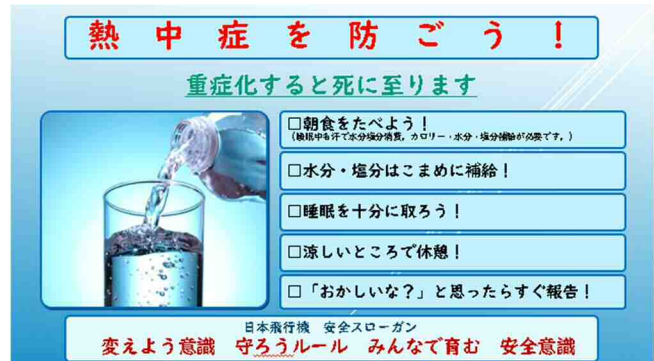 熱中症を防ごう！
重症化すると死に至ります
□朝食をたべよう！
（睡眠中も汗で水分塩分消費。カロリー・水分・塩分補給が必要です。）
□水分・塩分はこまめに補給！
□睡眠を十分に取ろう！
□涼しいところで休憩！
□「おかしいな？」と思ったらすぐ報告！
日本飛行機　安全スローガン
変えよう意識　守ろうルール　みんなで育む　安全意識